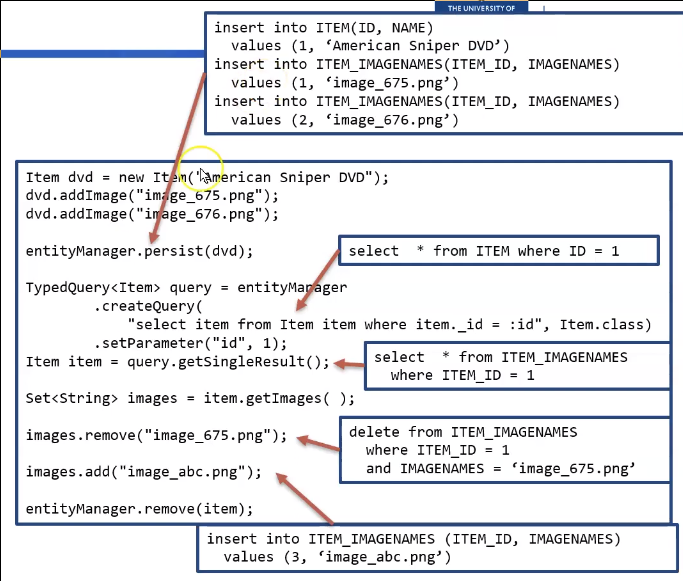 THE UNIVERSITY OF
insert into ITEM(ID, NAME)
values (1, ‘American Sniper DVD’)
insert into ITEM_IMAGENAMES(ITEM_ID, IMAGENAMES)
values (1, ‘image_675.png’)
insert into ITEM_IMAGENAMES(ITEM_ID, IMAGENAMES)
values (2, ‘image_676.png’)
Item dvd = new Item("American Sniper DVD");
dvd.addImage("image_675.png");
dvd.addImage("image_676.png");
entityManager.persist(dvd);
select * from ITEM where ID = 1
TypedQuery<Item> query = entityManager
.createQuery(
"select item from Item item where item._id = :id", Item.class)
.setParameter("id", 1);
Item item = query.getSingleResult();
select * from ITEM_IMAGENAMES
where ITEM_ID = 1
Set<String> images = item.getImages( );
images.remove("image_675.png");
delete from ITEM_IMAGENAMES
where ITEM_ID = 1
and IMAGENAMES = ‘image_675.png’
images.add("image_abc.png");
entityManager.remove(item);
insert into ITEM_IMAGENAMES (ITEM_ID, IMAGENAMES)
values (3, ‘image_abc.png’)